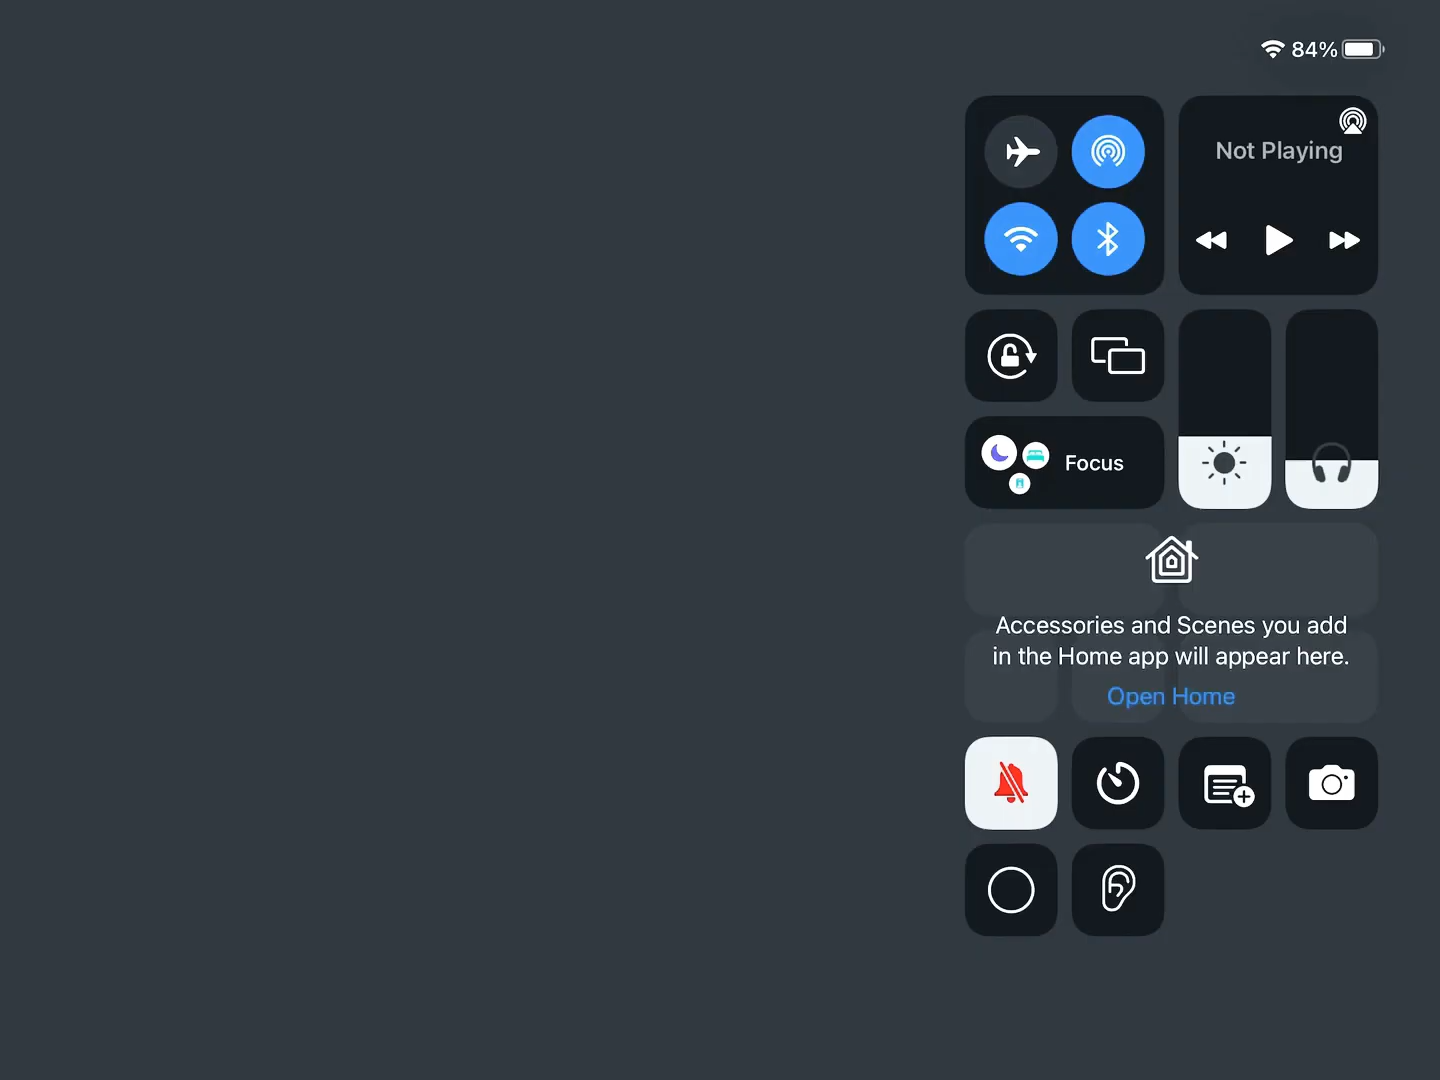 84%
Not Playing
Focus
Accessories and Scenes you add
in the Home app will appear here.
Open Home